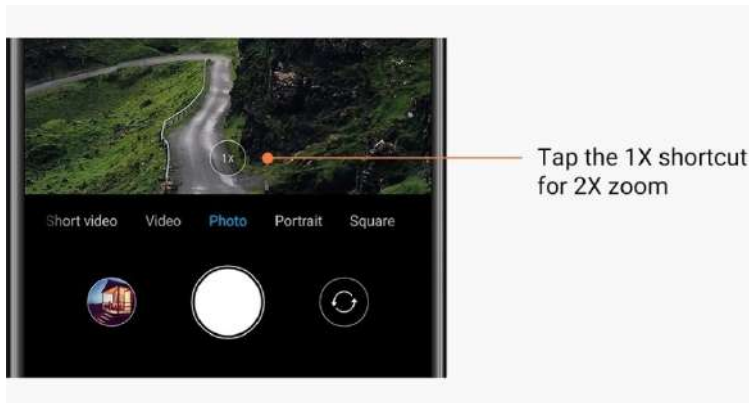 1X
Tap the 1X shortcut
for 2X zoom
Short video Video Photo Portrait Square